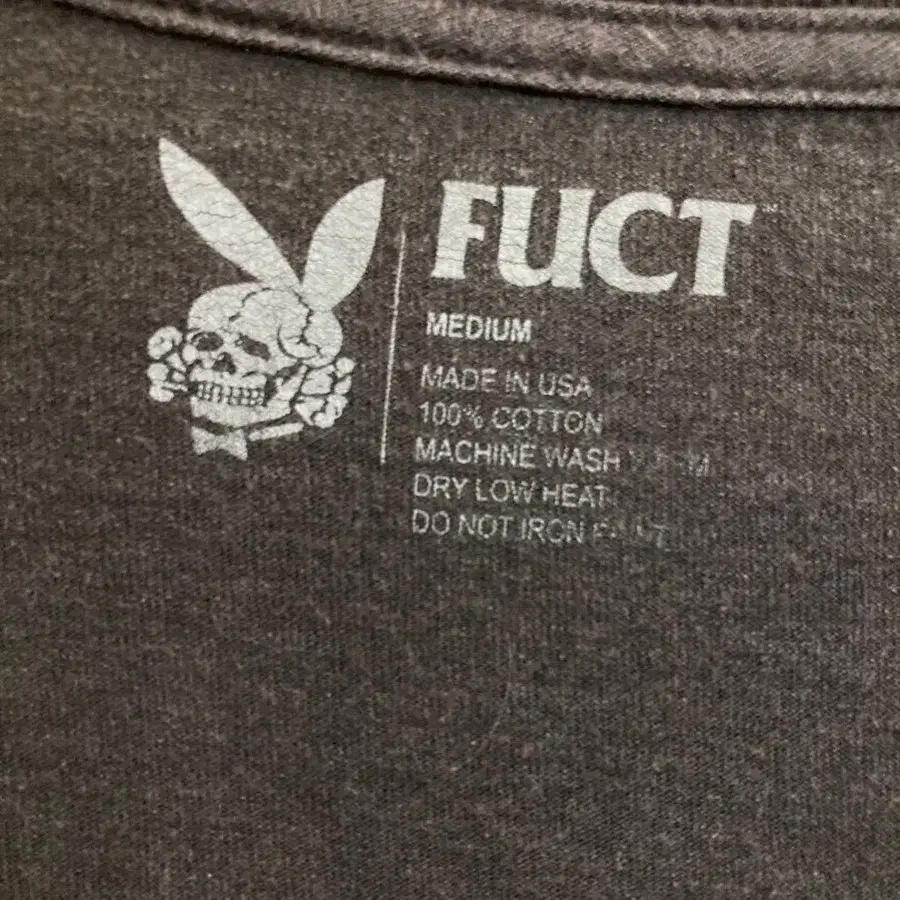 FUCT
MEDIUM
MADE IN USA
100% COTTON
MACHINE WASH
DRY LOW HEAT
DO NOT IRON